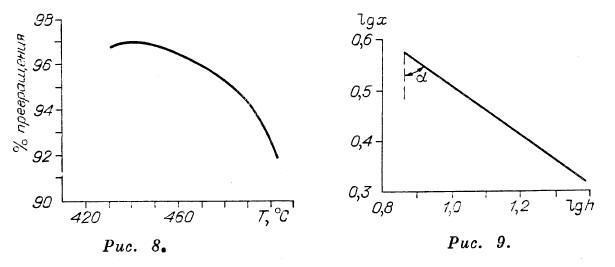 % превращения
98
96
94
92
90
420
460
T, °C
Рис. 8.
lg x
0,6
0,5
0,4
0,3
α
0,8
1,0
1,2
lg h
Рис. 9.